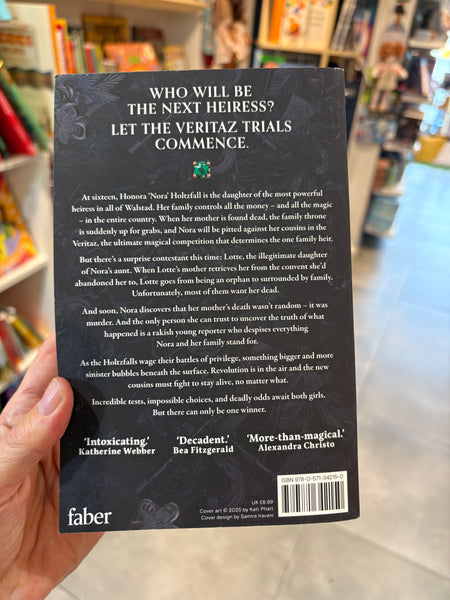 WHO WILL BE
THE NEXT HEIRESS?
LET THE VERITAZ TRIALS
COMMENCE.
At sixteen, Honora 'Nora' Holtzfall is the daughter of the most powerful
heiress in all of Walstad. Her family controls all the money – and all the magic
– in the entire country. When her mother is found dead, the family throne
is suddenly up for grabs, and Nora will be pitted against her cousins in the
Veritaz, the ultimate magical competition that determines the one family heir.
But there's a surprise contestant this time: Lotte, the illegitimate daughter
of Nora's aunt. When Lotte's mother retrieves her from the convent she'd
abandoned her to, Lotte goes from being an orphan to surrounded by family.
Unfortunately, most of them want her dead.
And soon, Nora discovers that her mother's death wasn't random – it was
murder. And the only person she can trust to uncover the truth of what
happened is a rakish young reporter who despises everything
Nora and her family stand for.
As the Holtzfalls wage their battles of privilege, something bigger and more
sinister bubbles beneath the surface. Revolution is in the air and the new
cousins must fight to stay alive, no matter what.
Incredible tests, impossible choices, and deadly odds await both girls.
But there can only be one winner.
'Intoxicating.'
Katherine Webber
'Decadent.'
Bea Fitzgerald
'More-than-magical.'
Alexandra Christo
ISBN 978-0-571-34215-0
UK £8.99
Cover art © 2025 by Katt Phatt
Cover design by Samira Iravani
faber